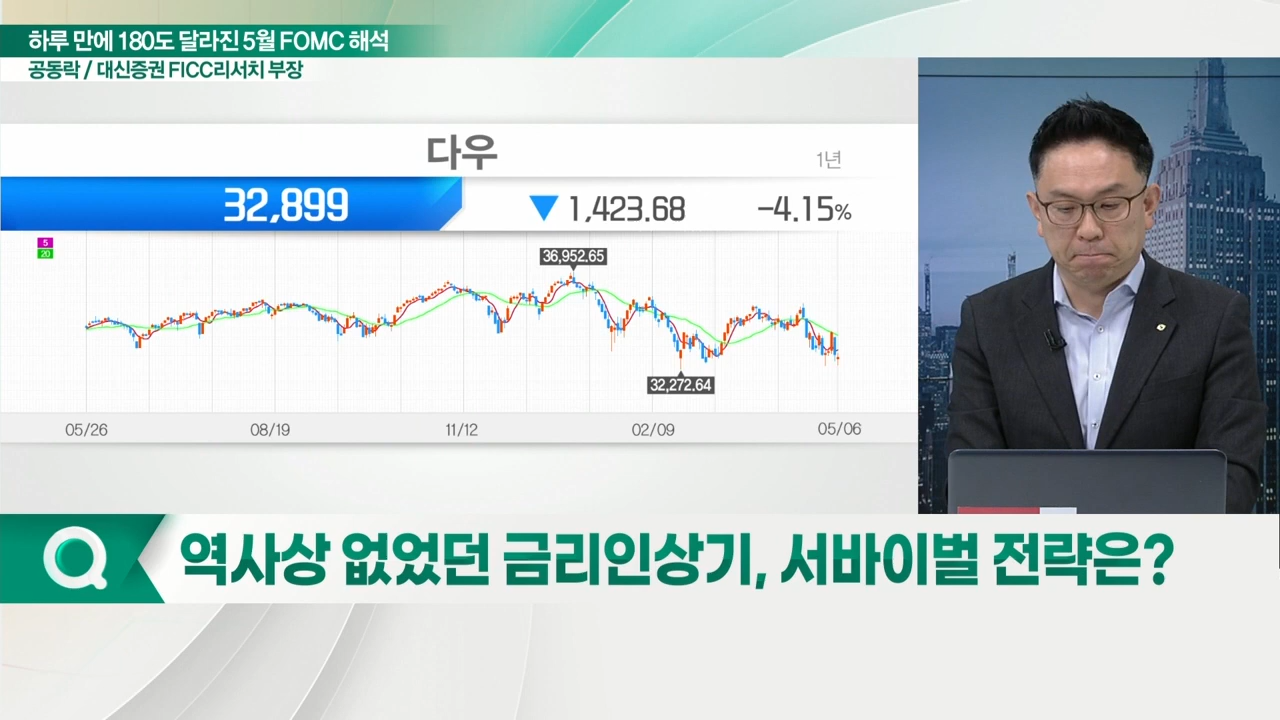 하루 만에 180도 달라진 5월 FOMC 해석
공동락 / 대신증권 FICC리서치 부장
다우
1년
32,899
▼ 1,423.68
-4.15%
5
20
36,952.65
32,272.64
05/26
08/19
11/12
02/09
05/06
Q
역사상 없었던 금리인상기, 서바이벌 전략은?